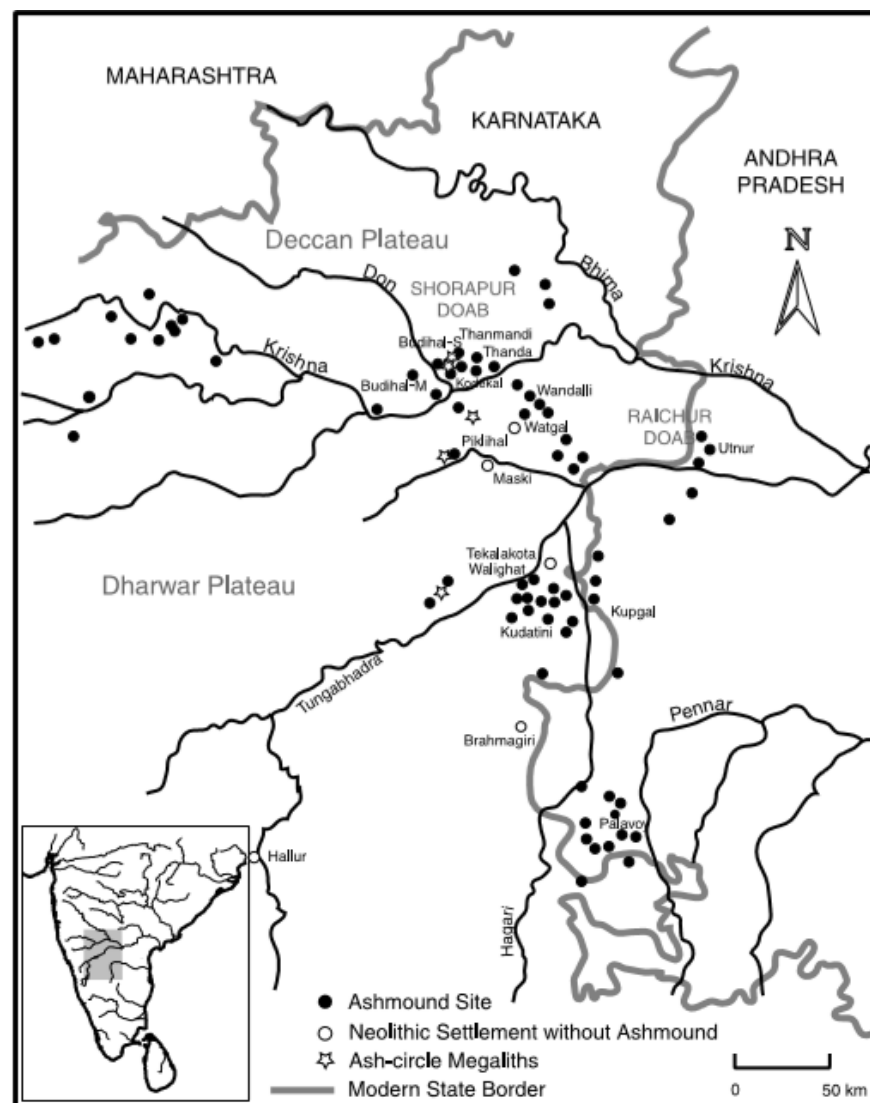 MAHARASHTRA
KARNATAKA
ANDHRA
PRADESH
N
Deccan Plateau
Don
SHORAPUR
DOAB
Bhima
Budihal-S
Thanmandi
Thanda
Krishna
Krishna
Budihal-M
Kodekal
Wandalli
Watgal
RAICHUR
DOAB
Utnur
Piklihal
Maski
Tekalakota
Walighat
Dharwar Plateau
Kupgal
Kudatini
Tungabhadra
Pennar
Brahmagiri
Palavoy
Hallur
Hagari
Ashmound Site
Neolithic Settlement without Ashmound
Ash-circle Megaliths
Modern State Border
0 50 km